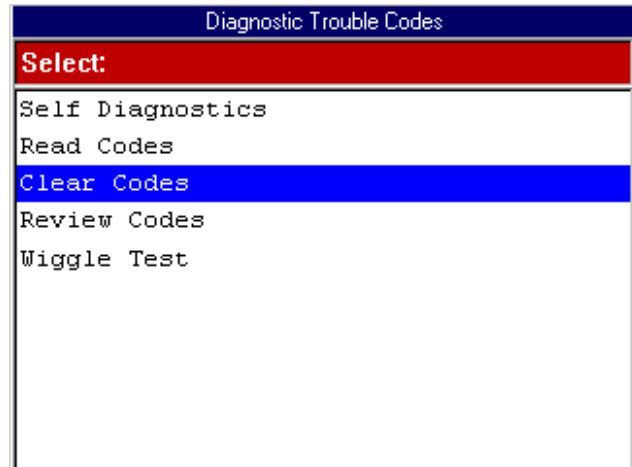 Diagnostic Trouble Codes
Select:
Self Diagnostics
Read Codes
Clear Codes
Review Codes
Wiggle Test